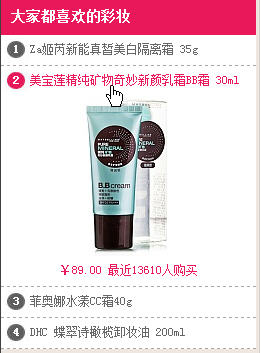 大家都喜欢的彩妆
1 Za姬芮新能真皙美白隔离霜 35g
2 美宝莲精纯矿物奇妙新颜乳霜BB霜 30ml
MAYBELLINE
PURE
MINERAL
B.B cream
￥89.00 最近13610人购买
3 菲奥娜水漾CC霜40g
4 DHC 蝶翠诗橄榄卸妆油 200ml